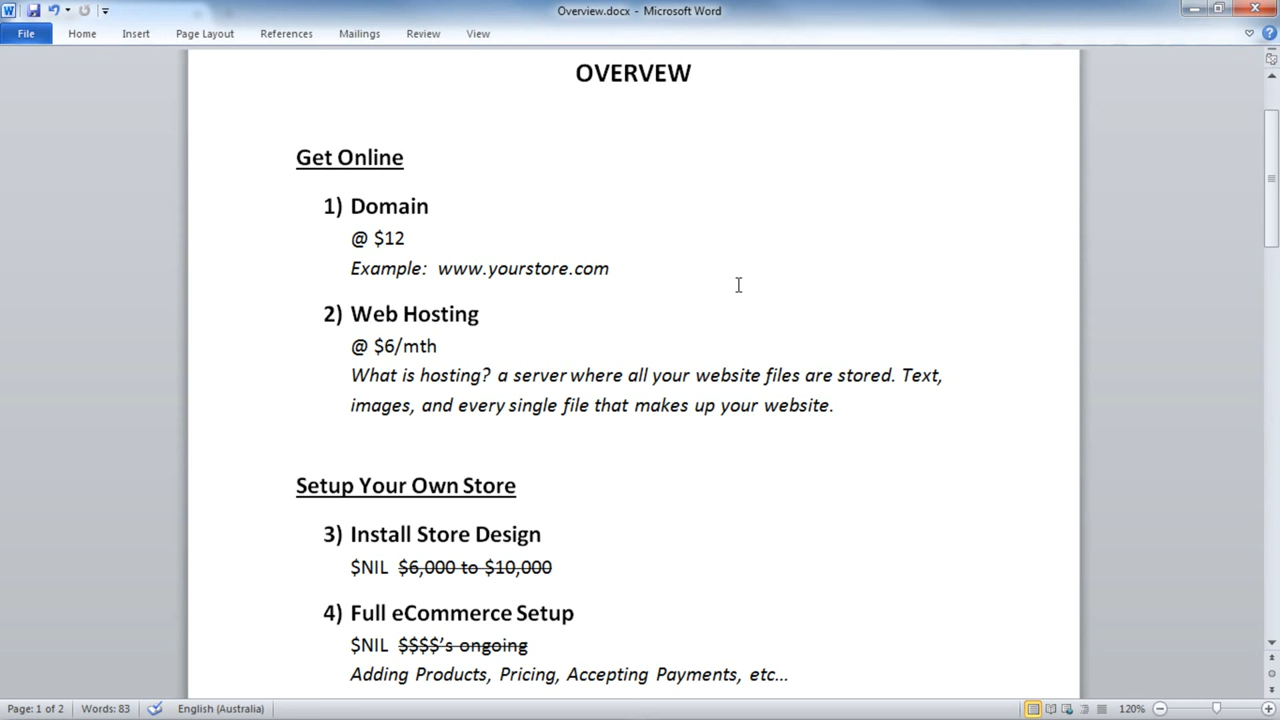 Overview.docx - Microsoft Word
File Home Insert Page Layout References Mailings Review View
OVERVEW
Get Online
1) Domain
@ $12
Example: www.yourstore.com
2) Web Hosting
@ $6/mth
What is hosting? a server where all your website files are stored. Text,
images, and every single file that makes up your website.
Setup Your Own Store
3) Install Store Design
$NIL $6,000 to $10,000
4) Full eCommerce Setup
$NIL $$$$’s ongoing
Adding Products, Pricing, Accepting Payments, etc...
Page: 1 of 2 Words: 83 English (Australia) 120%